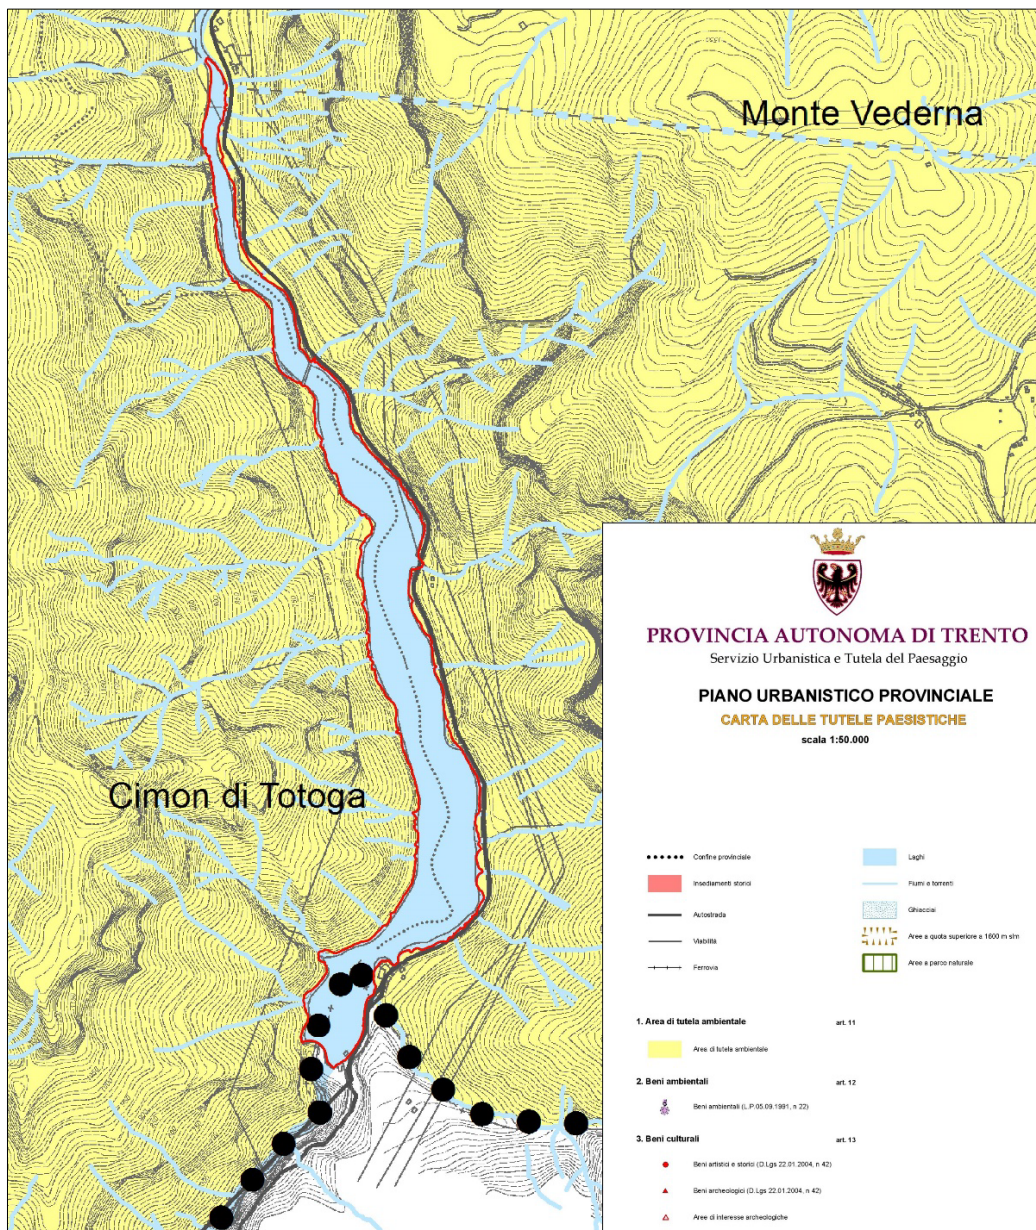 Monte Vederna
Cimon di Totoga
PROVINCIA AUTONOMA DI TRENTO
Servizio Urbanistica e Tutela del Paesaggio
PIANO URBANISTICO PROVINCIALE
CARTA DELLE TUTELE PAESISTICHE
scala 1:50.000
Confine provinciale
Laghi
Insediamenti storici
Fiumi e torrenti
Ghiacciai
Autostrada
Aree a quota superiore a 1600 m slm
Viabilità
Aree a parco naturale
Ferrovia
1. Area di tutela ambientale art. 11
Area di tutela ambientale
2. Beni ambientali art. 12
Beni ambientali (L.P.05.09.1991, n 22)
3. Beni culturali art. 13
Beni artistici e storici (D.Lgs 22.01.2004, n 42)
Beni archeologici (D.Lgs 22.01.2004, n 42)
Aree di interesse archeologiche